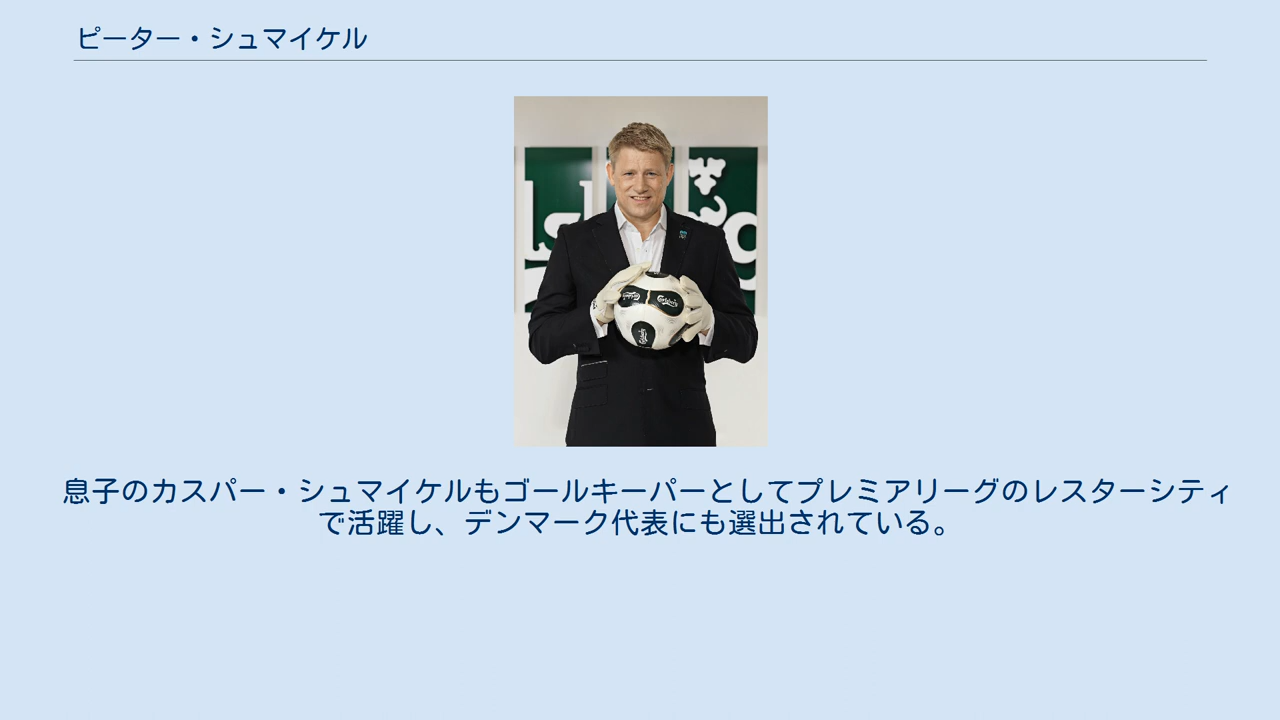 ピーター・シュマイケル
息子のカスパー・シュマイケルもゴールキーパーとしてプレミアリーグのレスターシティ
で活躍し、デンマーク代表にも選出されている。